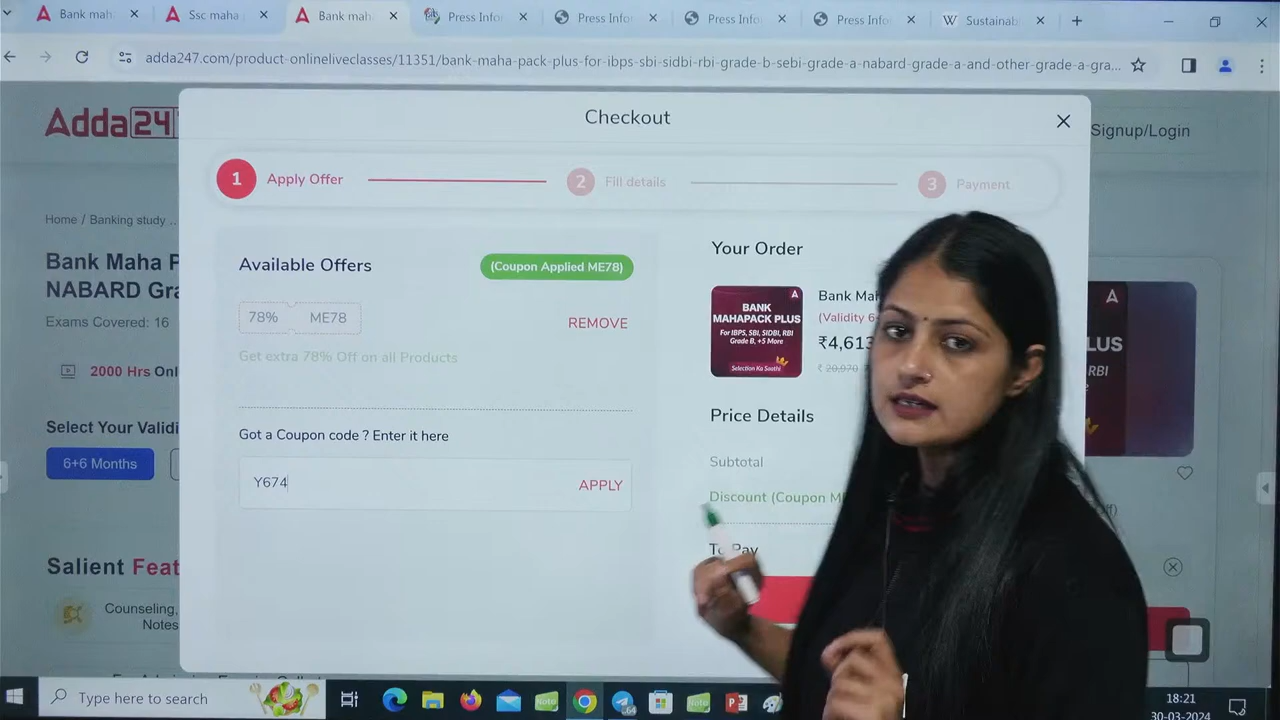 Bank mah
Ssc maha
Bank mah
Press Info
Press Info
Press Info
Press Info
Sustainab
adda247.com/product-onlineliveclasses/11351/bank-maha-pack-plus-for-ibps-sbi-sidbi-rbi-grade-b-sebi-grade-a-nabard-grade-a-and-other-grade-a-gra...
Adda 247
Checkout
Signup/Login
1 Apply Offer
2 Fill details
3 Payment
Home / Banking study ...
Bank Maha P
NABARD Gra
Exams Covered: 16
2000 Hrs Onl
Select Your Validi
6+6 Months
Salient Feat
Counseling,
Notes
Available Offers
(Coupon Applied ME78)
78% ME78
REMOVE
Get extra 78% Off on all Products
Got a Coupon code ? Enter it here
Y674
APPLY
Your Order
BANK
MAHAPACK PLUS
For IBPS, SBI, SIDBI, RBI
Grade B, +5 More
Selection Ka Saathi
Bank Mah
(Validity 6
₹4,613
₹ 20,970
Price Details
Subtotal
Discount (Coupon M
To Pay
LUS
RBI
Type here to search
64
18:21
30-03-2024